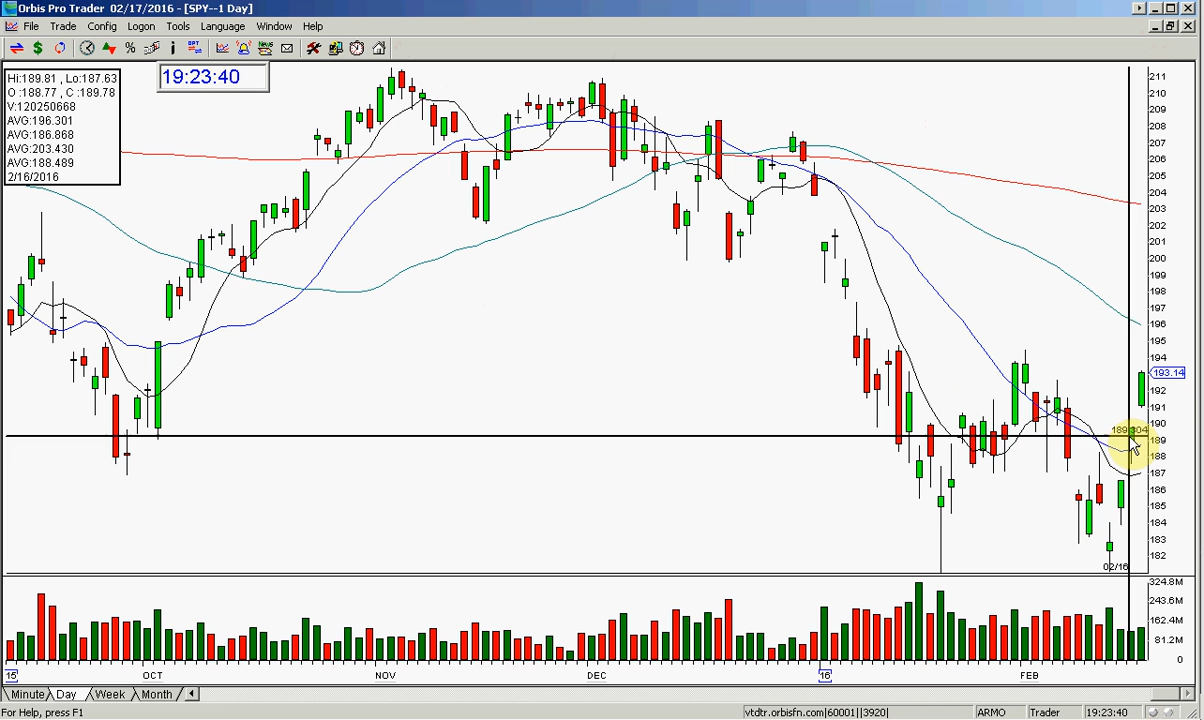 Orbis Pro Trader 02/17/2016 - [SPY--1 Day]
File Trade Config Logon Tools Language Window Help
Hi:189.81 , Lo:187.63
O :188.77 , C :189.78
V:120250668
AVG:196.301
AVG:186.868
AVG:203.430
AVG:188.489
2/16/2016
19:23:40
211
210
209
208
207
206
205
204
203
202
201
200
199
198
197
196
195
194
193.14
192
191
190
189.304
189
188
187
186
185
184
183
182
02/16
324.8M
243.6M
162.4M
81.2M
0
15 OCT NOV DEC 16 FEB
Minute Day Week Month
For Help, press F1
vtdtr.orbisfn.com|60001||3920|
ARMO
Trader
19:23:40